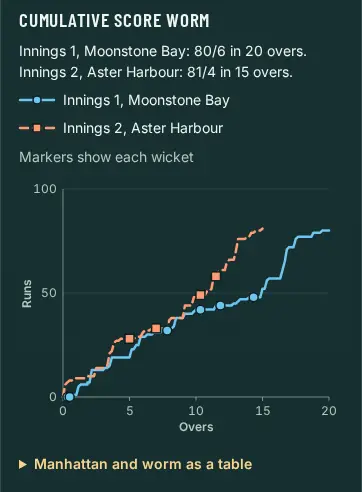 CUMULATIVE SCORE WORM
Innings 1, Moonstone Bay: 80/6 in 20 overs.
Innings 2, Aster Harbour: 81/4 in 15 overs.
Innings 1, Moonstone Bay
Innings 2, Aster Harbour
Markers show each wicket
100
50
0
Runs
0 5 10 15 20
Overs
▶ Manhattan and worm as a table